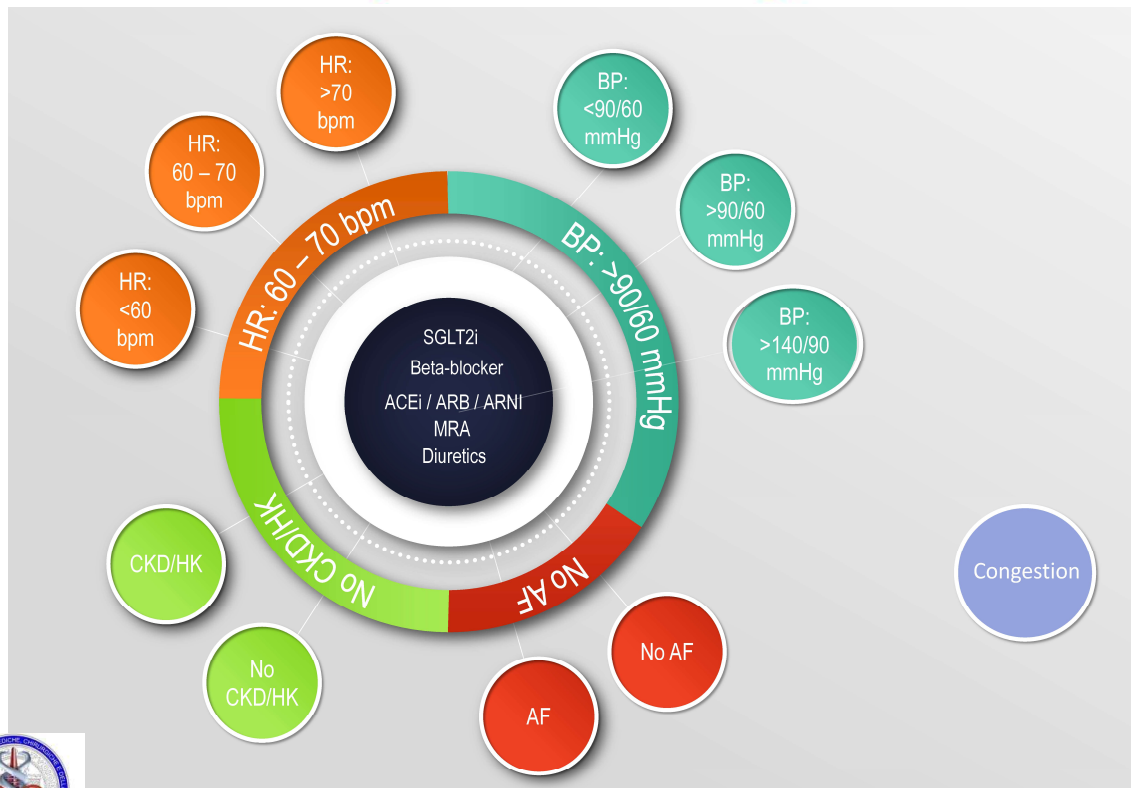 HR:
>70
bpm
BP:
<90/60
mmHg
HR:
60 – 70
bpm
BP:
>90/60
mmHg
HR: 60 – 70 bpm
BP: >90/60 mmHg
HR:
<60
bpm
BP:
>140/90
mmHg
SGLT2i
Beta-blocker
ACEi / ARB / ARNI
MRA
Diuretics
No CKD/HK
No AF
CKD/HK
Congestion
No
CKD/HK
No AF
AF